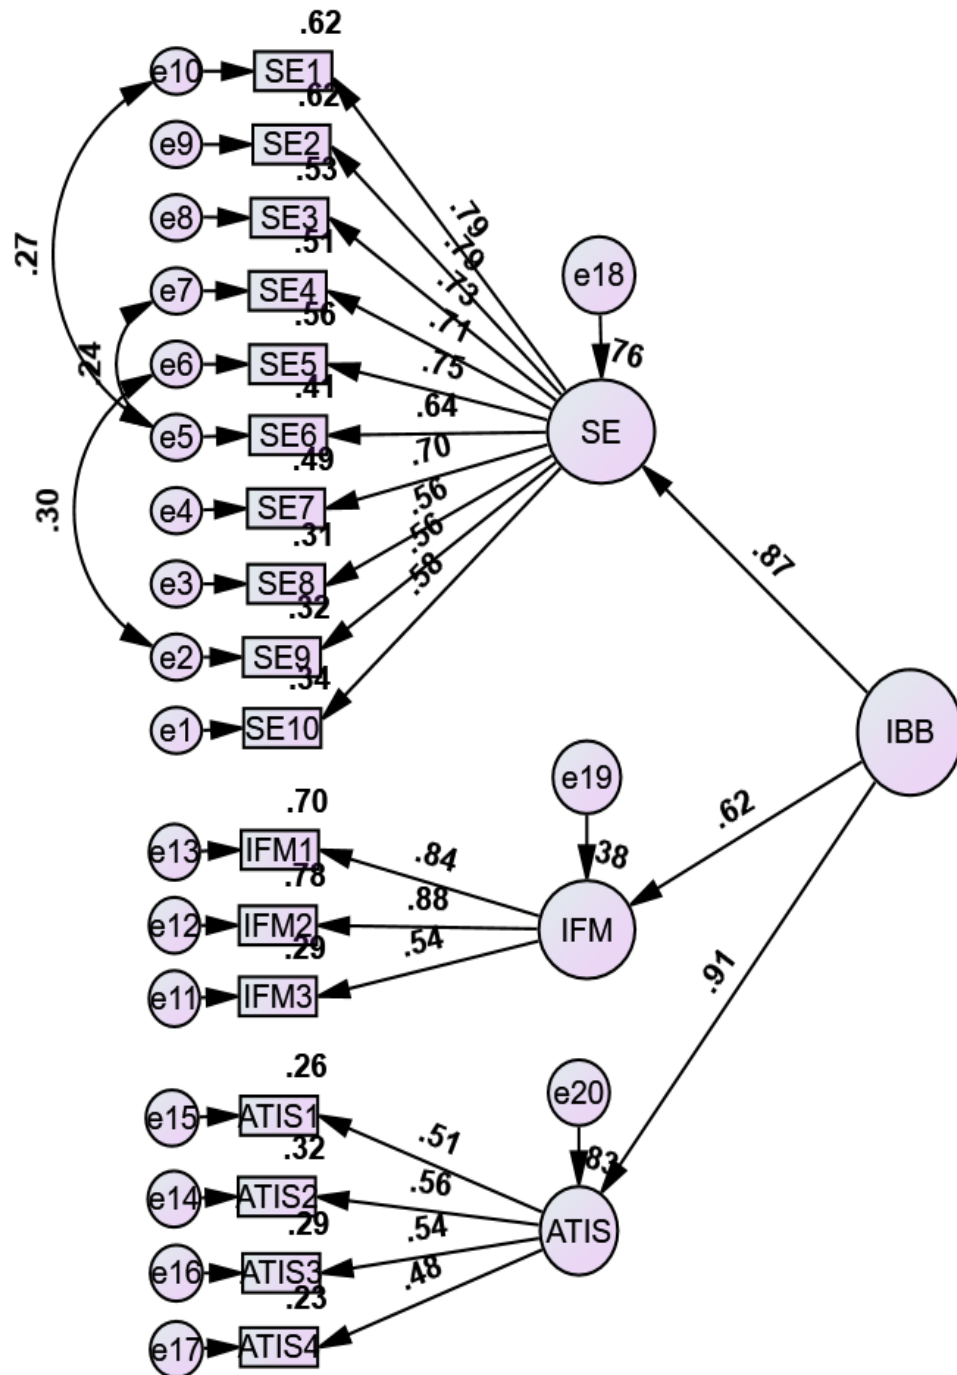 .62
e10 SE1
.62
e9 SE2
.53
e8 SE3
.51
e7 SE4
.56
e6 SE5
.41
e5 SE6
.49
e4 SE7
.31
e3 SE8
.32
e2 SE9
.34
e1 SE10
.27
.24
.30
.79
.79
.73
.71
.75
.64
.70
.56
.56
.58
e18
.76
SE
.87
IBB
.62
.91
e19
.38
IFM
.70
e13 IFM1
.78
e12 IFM2
.29
e11 IFM3
.84
.88
.54
e20
.83
ATIS
.26
e15 ATIS1
.32
e14 ATIS2
.29
e16 ATIS3
.23
e17 ATIS4
.51
.56
.54
.48